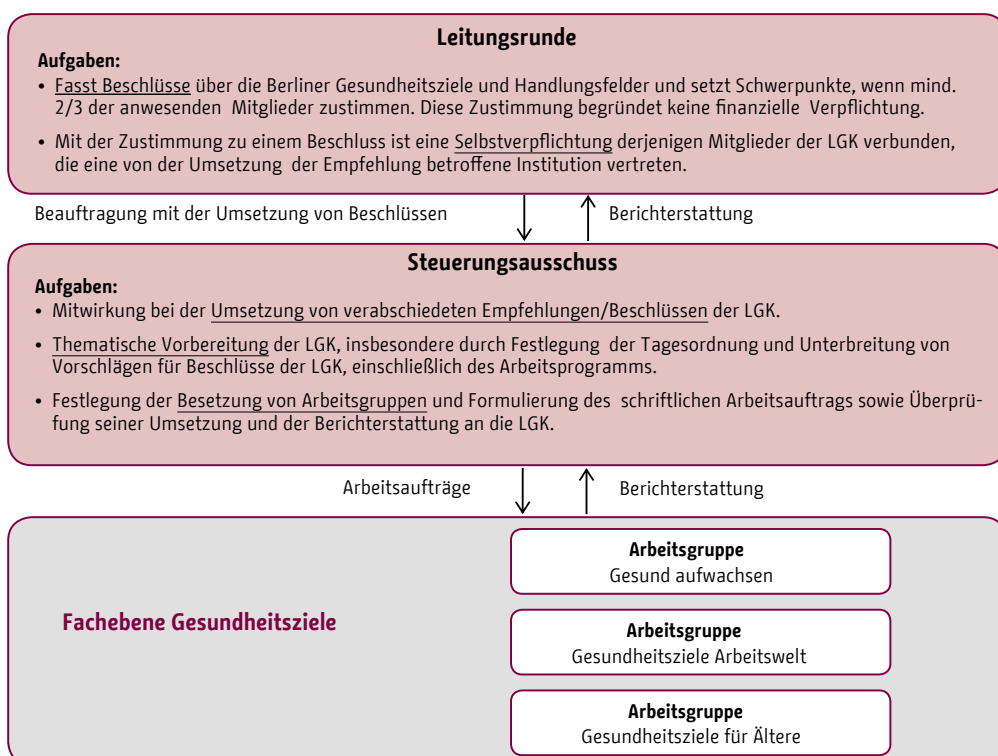 Leitungsrunde
Aufgaben:
• Fasst Beschlüsse über die Berliner Gesundheitsziele und Handlungsfelder und setzt Schwerpunkte, wenn mind.
2/3 der anwesenden Mitglieder zustimmen. Diese Zustimmung begründet keine finanzielle Verpflichtung.
• Mit der Zustimmung zu einem Beschluss ist eine Selbstverpflichtung derjenigen Mitglieder der LGK verbunden,
die eine von der Umsetzung der Empfehlung betroffene Institution vertreten.
Beauftragung mit der Umsetzung von Beschlüssen
Berichterstattung
Steuerungsausschuss
Aufgaben:
• Mitwirkung bei der Umsetzung von verabschiedeten Empfehlungen/Beschlüssen der LGK.
• Thematische Vorbereitung der LGK, insbesondere durch Festlegung der Tagesordnung und Unterbreitung von
Vorschlägen für Beschlüsse der LGK, einschließlich des Arbeitsprogramms.
• Festlegung der Besetzung von Arbeitsgruppen und Formulierung des schriftlichen Arbeitsauftrags sowie Überprü-
fung seiner Umsetzung und der Berichterstattung an die LGK.
Arbeitsaufträge
Berichterstattung
Fachebene Gesundheitsziele
Arbeitsgruppe
Gesund aufwachsen
Arbeitsgruppe
Gesundheitsziele Arbeitswelt
Arbeitsgruppe
Gesundheitsziele für Ältere